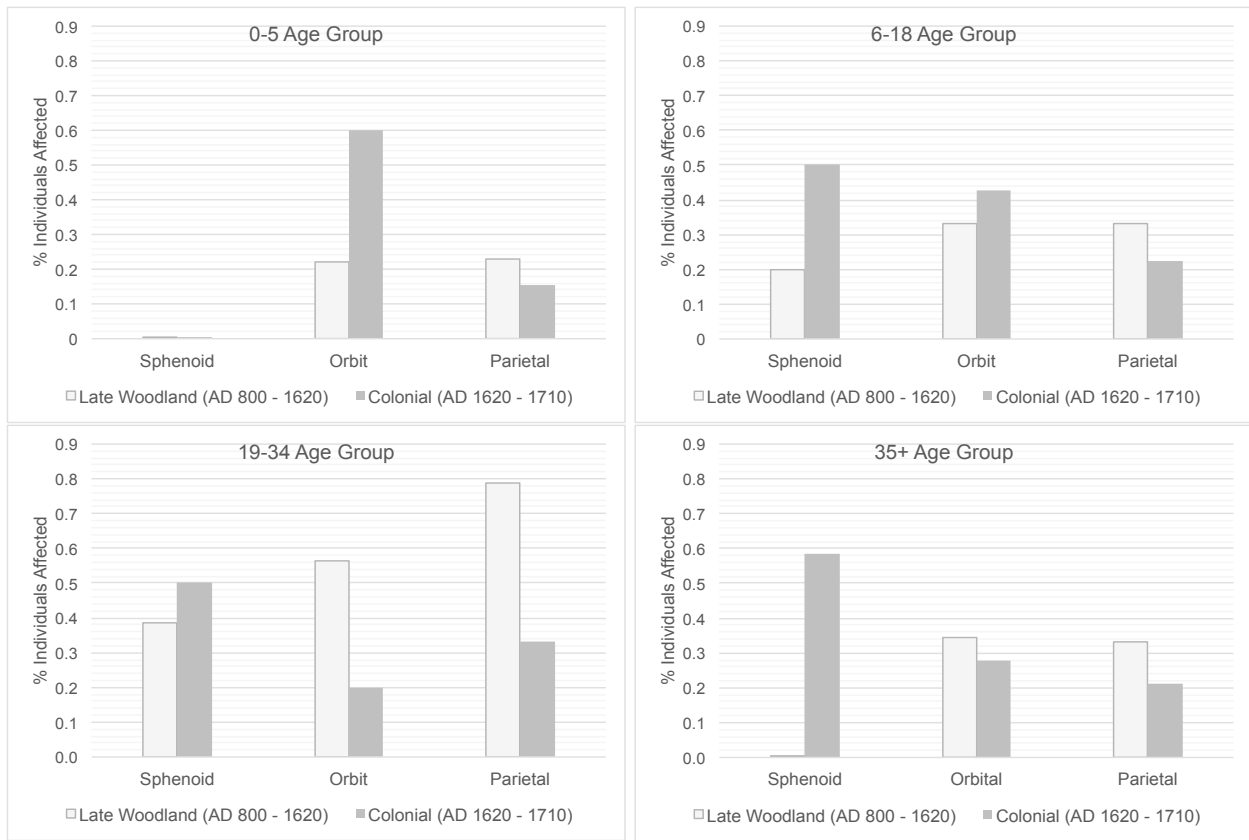 0-5 Age Group
% Individuals Affected
0.9
0.8
0.7
0.6
0.5
0.4
0.3
0.2
0.1
0
Sphenoid Orbit Parietal
Late Woodland (AD 800 - 1620) Colonial (AD 1620 - 1710)
6-18 Age Group
% Individuals Affected
0.9
0.8
0.7
0.6
0.5
0.4
0.3
0.2
0.1
0
Sphenoid Orbit Parietal
Late Woodland (AD 800 - 1620) Colonial (AD 1620 - 1710)
19-34 Age Group
% Individuals Affected
0.9
0.8
0.7
0.6
0.5
0.4
0.3
0.2
0.1
0.0
Sphenoid Orbit Parietal
Late Woodland (AD 800 - 1620) Colonial (AD 1620 - 1710)
35+ Age Group
% Individuals Affected
0.9
0.8
0.7
0.6
0.5
0.4
0.3
0.2
0.1
0.0
Sphenoid Orbital Parietal
Late Woodland (AD 800 - 1620) Colonial (AD 1620 - 1710)